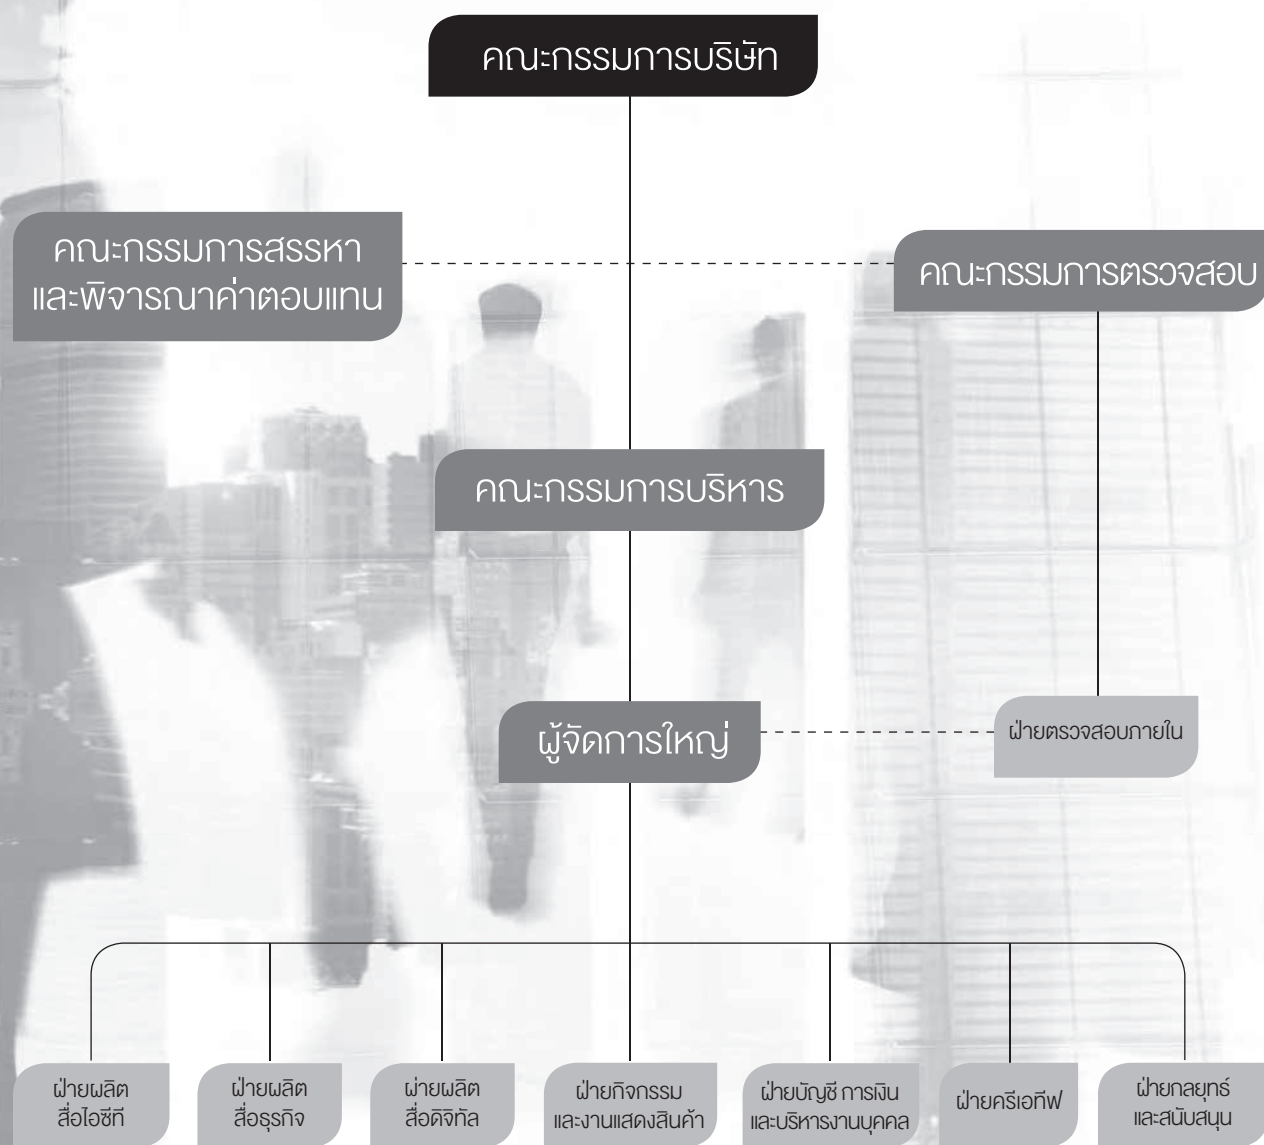 คณะกรรมการบริษัท
คณะกรรมการสรรหา
และพิจารณาค่าตอบแทน
คณะกรรมการตรวจสอบ
คณะกรรมการบริหาร
ผู้จัดการใหญ่
ฝ่ายตรวจสอบภายใน
ฝ่ายผลิต
สื่อไอซีที
ฝ่ายผลิต
สื่อธุรกิจ
ผ่ายผลิต
สื่อดิจิทัล
ฝ่ายกิจกรรม
และงานแสดงสินค้า
ฝ่ายบัญชี การเงิน
และบริหารงานบุคคล
ฝ่ายครีเอทีฟ
ฝ่ายกลยุทธ์
และสนับสนุน